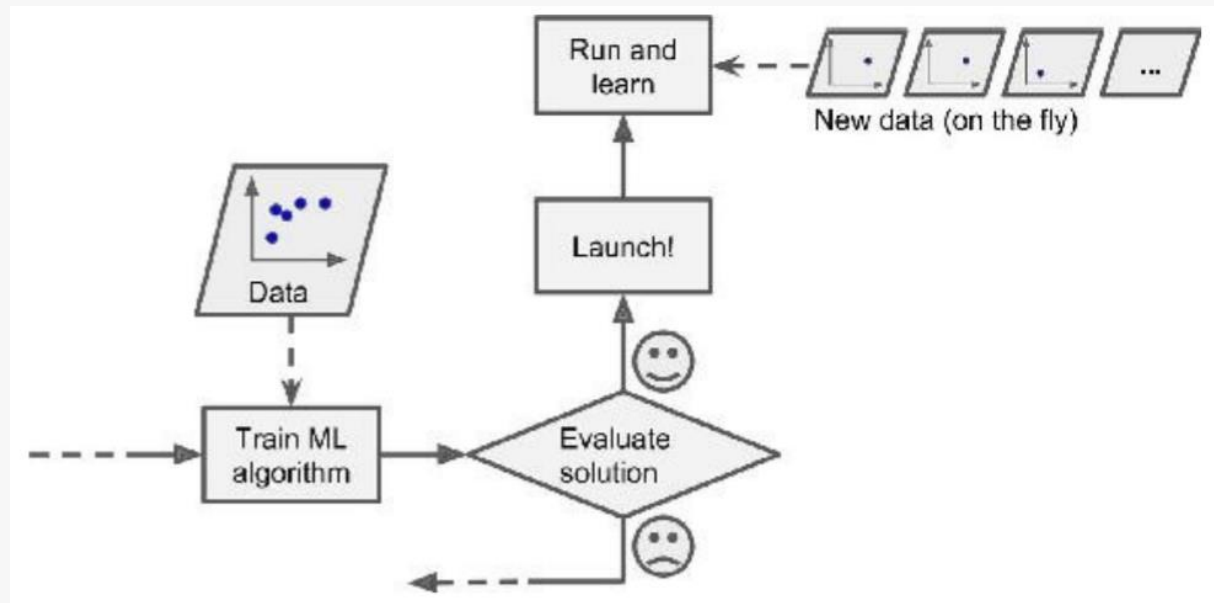 Run and
learn
...
New data (on the fly)
Launch!
Data
Train ML
algorithm
Evaluate
solution